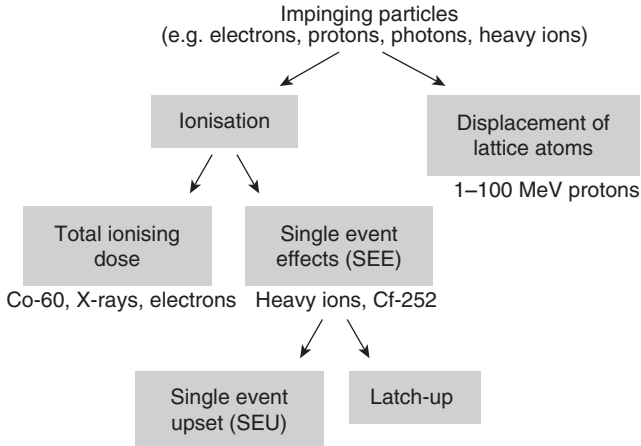 Impinging particles
(e.g. electrons, protons, photons, heavy ions)
Ionisation
Displacement of
lattice atoms
1–100 MeV protons
Total ionising
dose
Co-60, X-rays, electrons
Single event
effects (SEE)
Heavy ions, Cf-252
Single event
upset (SEU)
Latch-up